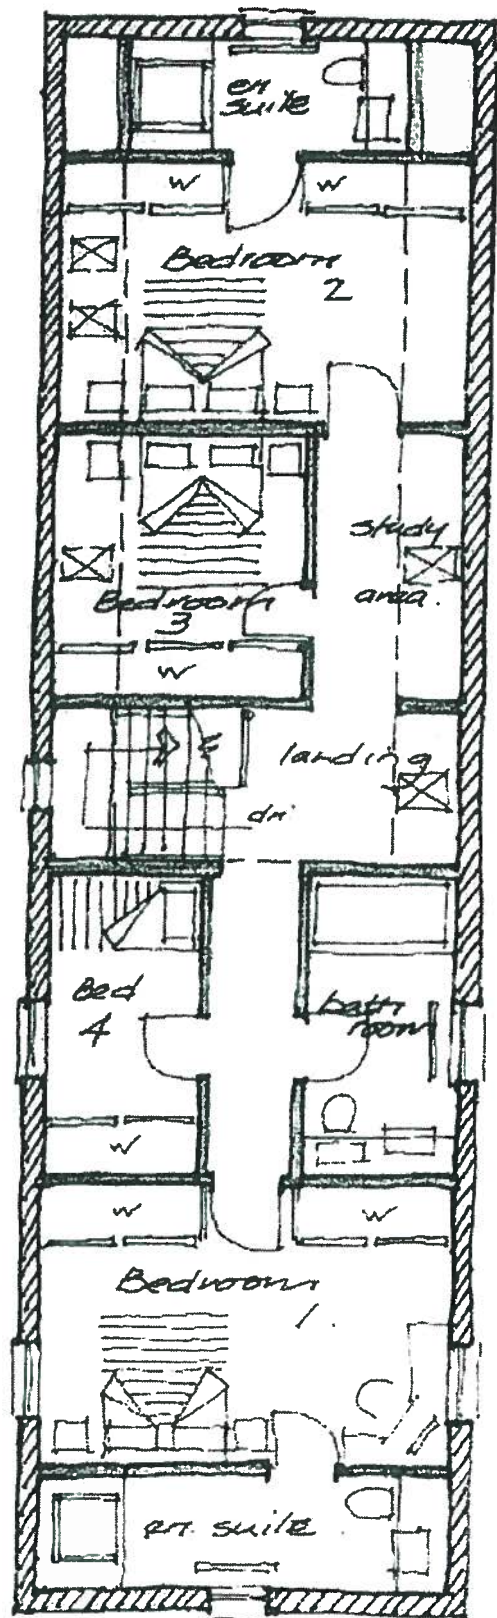 en
suite
W
W
Bedroom
2
study
area.
Bedroom
3
W
landing
dn
Bed
4
bath
room
W
W
W
Bedroom
1.
en suite